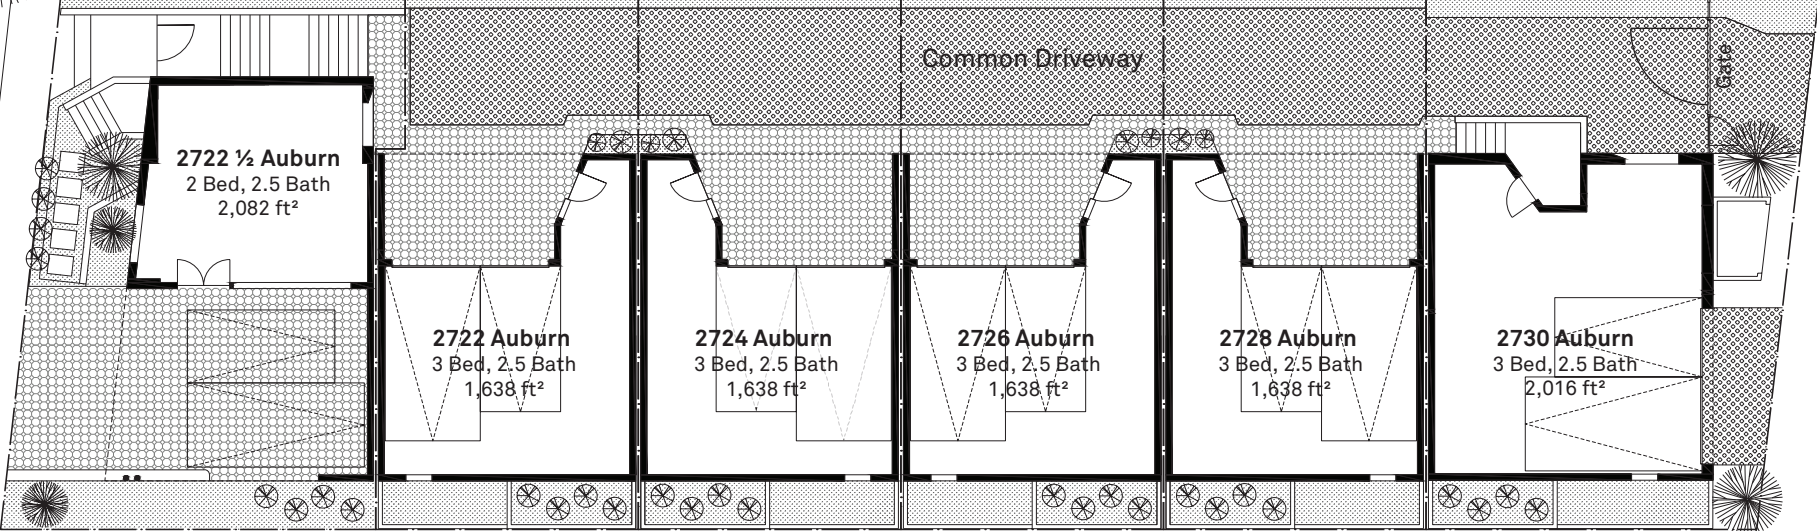 Common Driveway
Gate
2722 ½ Auburn
2 Bed, 2.5 Bath
2,082 ft²
2722 Auburn
3 Bed, 2.5 Bath
1,638 ft²
2724 Auburn
3 Bed, 2.5 Bath
1,638 ft²
2726 Auburn
3 Bed, 2.5 Bath
1,638 ft²
2728 Auburn
3 Bed, 2.5 Bath
1,638 ft²
2730 Auburn
3 Bed, 2.5 Bath
2,016 ft²